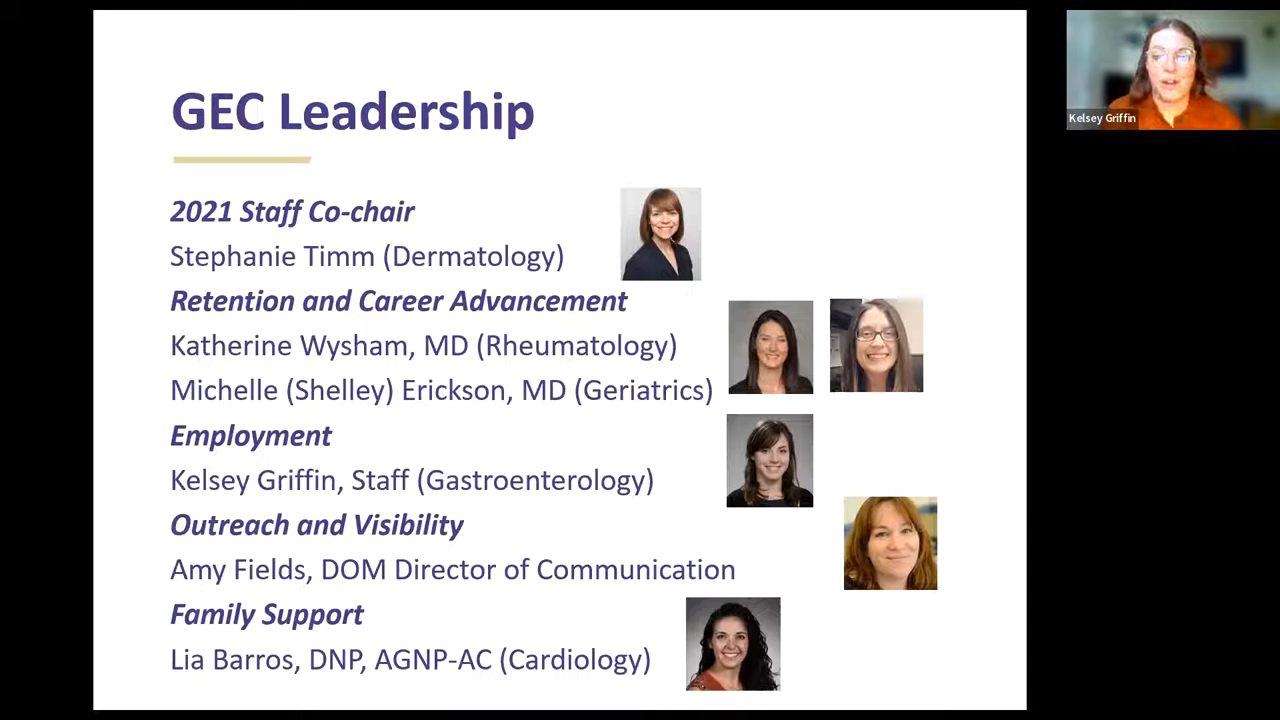 GEC Leadership
Kelsey Griffin
2021 Staff Co-chair
Stephanie Timm (Dermatology)
Retention and Career Advancement
Katherine Wysham, MD (Rheumatology)
Michelle (Shelley) Erickson, MD (Geriatrics)
Employment
Kelsey Griffin, Staff (Gastroenterology)
Outreach and Visibility
Amy Fields, DOM Director of Communication
Family Support
Lia Barros, DNP, AGNP-AC (Cardiology)